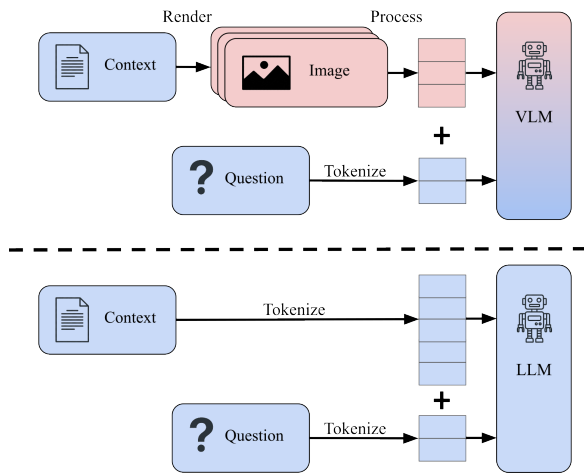 Render
Process
Context
Image
VLM
+
? Question
Tokenize
Context
Tokenize
LLM
+
? Question
Tokenize